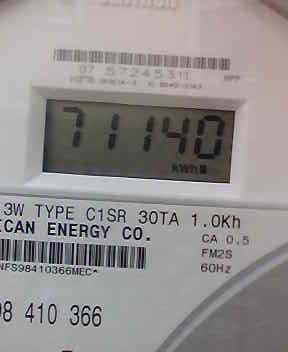 07 57245311
71140
kWh
3W TYPE C1SR 30TA 1.0Kh
ICAN ENERGY CO.
CA 0.5
FM2S
60Hz
NFS98410366MEC*
98 410 366